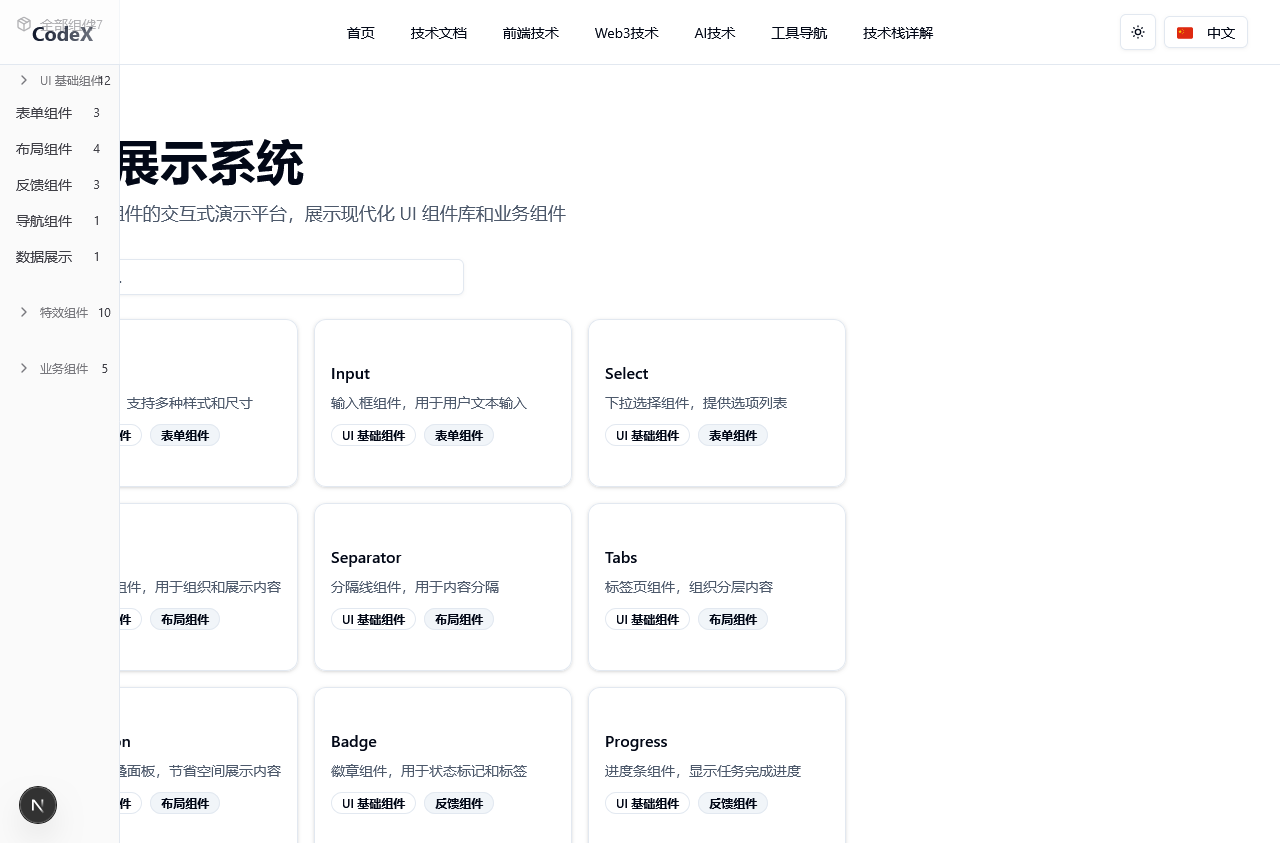 全部组件 27
CodeX
首页 技术文档 前端技术 Web3技术 AI技术 工具导航 技术栈详解
中文
UI 基础组件 12
表单组件 3
布局组件 4
反馈组件 3
导航组件 1
数据展示 1
特效组件 10
业务组件 5
展示系统
组件的交互式演示平台，展示现代化 UI 组件库和业务组件
，支持多种样式和尺寸
件 表单组件
Input
输入框组件，用于用户文本输入
UI 基础组件 表单组件
Select
下拉选择组件，提供选项列表
UI 基础组件 表单组件
组件，用于组织和展示内容
件 布局组件
Separator
分隔线组件，用于内容分隔
UI 基础组件 布局组件
Tabs
标签页组件，组织分层内容
UI 基础组件 布局组件
on
叠面板，节省空间展示内容
件 布局组件
Badge
徽章组件，用于状态标记和标签
UI 基础组件 反馈组件
Progress
进度条组件，显示任务完成进度
UI 基础组件 反馈组件
N